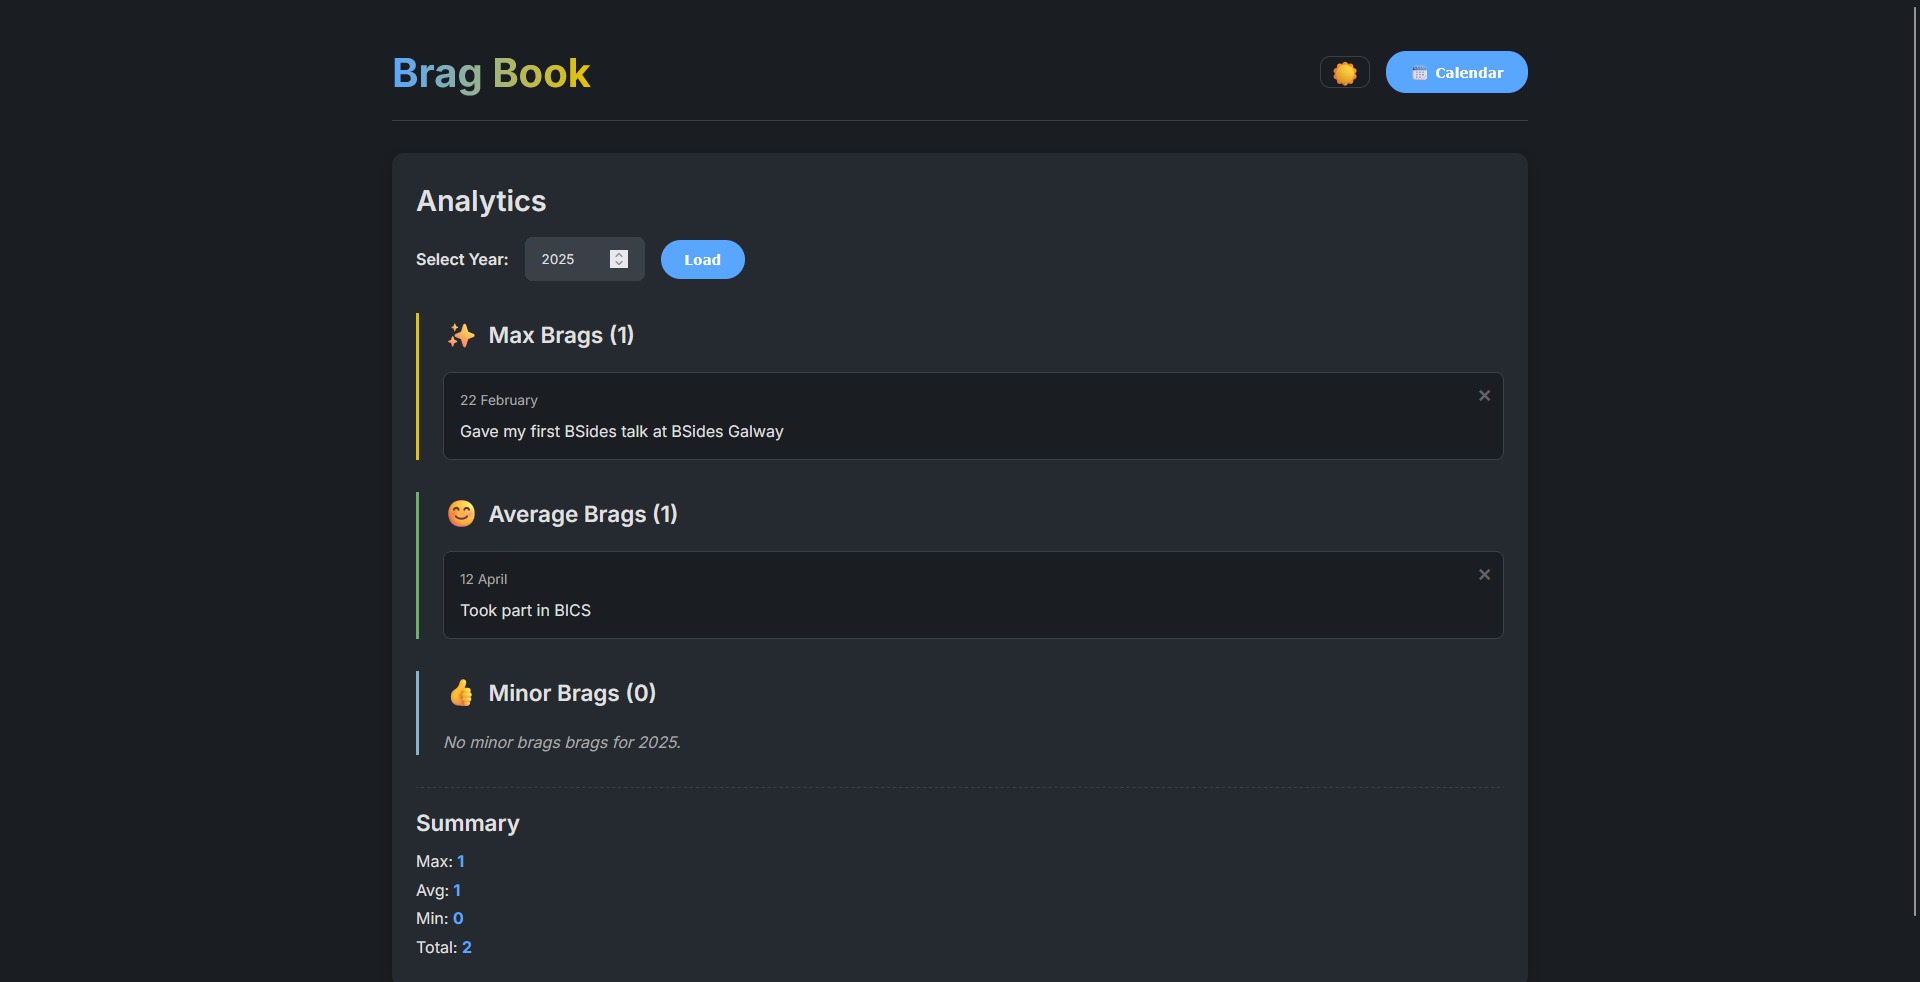 Brag Book
Calendar
Analytics
Select Year: 2025 Load
Max Brags (1)
22 February
Gave my first BSides talk at BSides Galway
Average Brags (1)
12 April
Took part in BICS
Minor Brags (0)
No minor brags brags for 2025.
Summary
Max: 1
Avg: 1
Min: 0
Total: 2